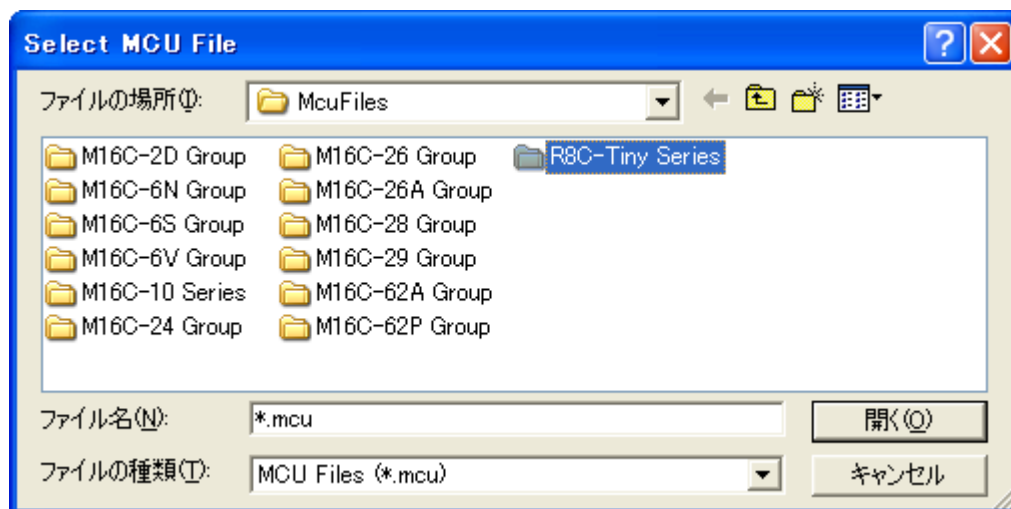 Select MCU File
ファイルの場所(I):
McuFiles
M16C-2D Group
M16C-6N Group
M16C-6S Group
M16C-6V Group
M16C-10 Series
M16C-24 Group
M16C-26 Group
M16C-26A Group
M16C-28 Group
M16C-29 Group
M16C-62A Group
M16C-62P Group
R8C-Tiny Series
ファイル名(N):
*.mcu
開く(O)
ファイルの種類(T):
MCU Files (*.mcu)
キャンセル